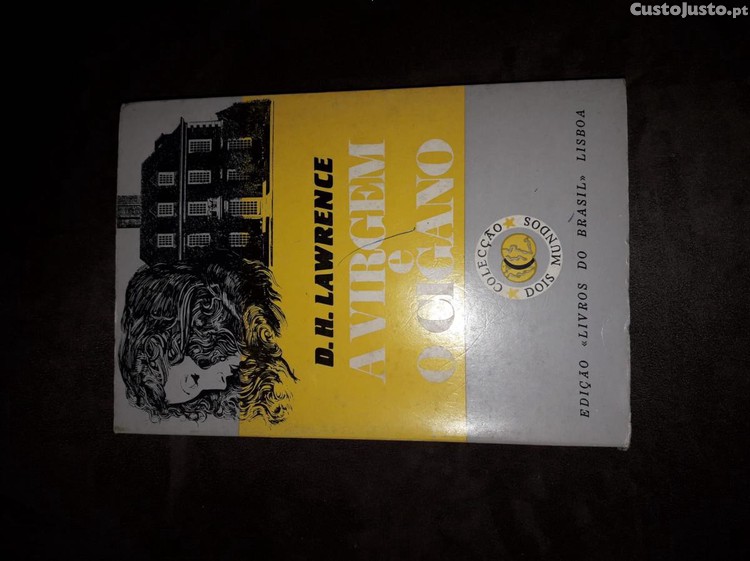 CustoJusto.pt
D. H. LAWRENCE
A VIRGEM
e
O CIGANO
COLECÇÃO
DOIS MUNDOS
EDIÇÃO «LIVROS DO BRASIL» LISBOA